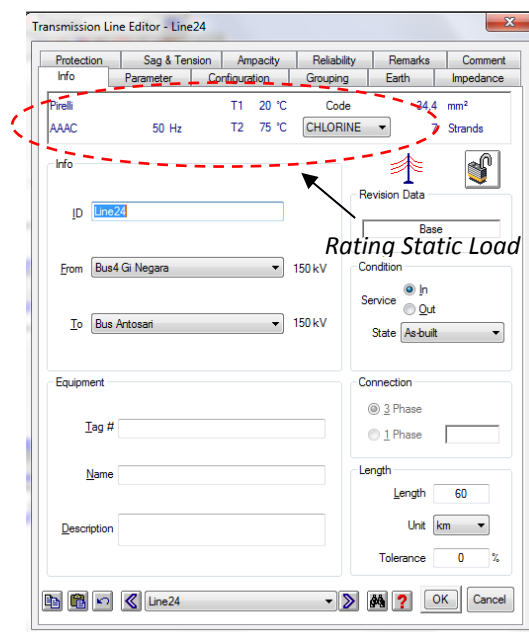 Transmission Line Editor - Line24
Protection Sag & Tension Ampacity Reliability Remarks Comment
Info Parameter Configuration Grouping Earth Impedance
Pirelli T1 20 °C Code 34,4 mm²
AAAC 50 Hz T2 75 °C CHLORINE 7 Strands
Info
Revision Data
ID Line24
Base
Rating Static Load
From Bus4 Gi Negara 150 kV
Condition
Service In
Out
To Bus Antosari 150 kV
State As-built
Equipment
Connection
3 Phase
Tag #
1 Phase
Name
Length
Length 60
Description
Unit km
Tolerance 0 %
Line24 ? OK Cancel